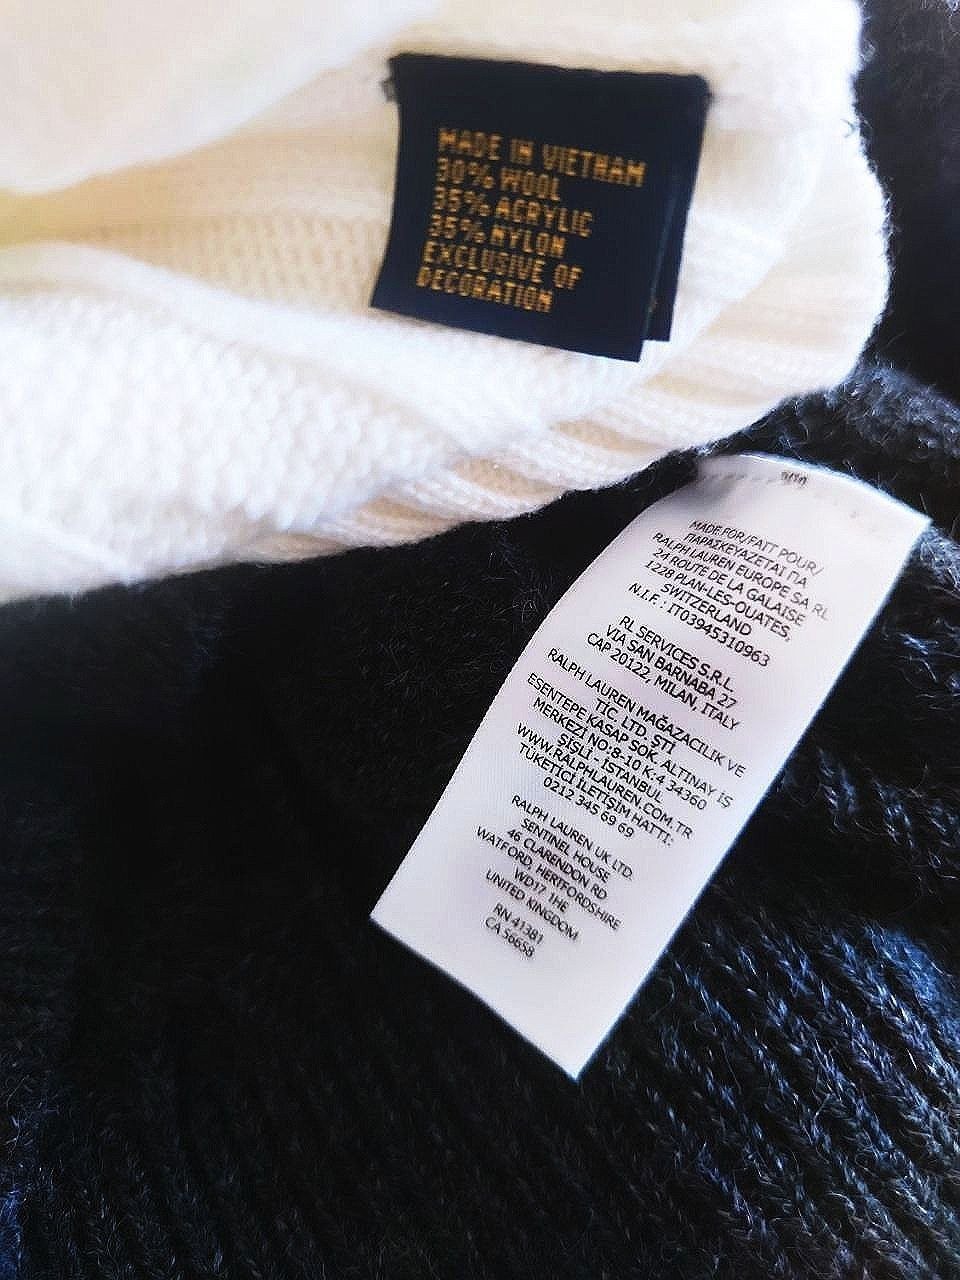 MADE IN VIETNAM
30% WOOL
35% ACRYLIC
35% NYLON
EXCLUSIVE OF
DECORATION
MADE FOR/FAIT POUR/
ΠΑΡΑΣΚΕΥΑΖΕΤΑΙ ΓΙΑ
RALPH LAUREN EUROPE SA RL
24 ROUTE DE LA GALAISE
1228 PLAN-LES-OUATES,
SWITZERLAND
N.I.F. : IT03945310963
RL SERVICES S.R.L.
VIA SAN BARNABA 27
CAP 20122, MILAN, ITALY
RALPH LAUREN MAĞAZACILIK VE
TİC. LTD. ŞTİ
ESENTEPE KASAP SOK. ALTINAY İŞ
MERKEZİ NO:8-10 K:4 34360
ŞİŞLİ - İSTANBUL
WWW.RALPHLAUREN.COM.TR
TÜKETİCİ İLETİŞİM HATTI:
0212 345 69 69
RALPH LAUREN UK LTD.
SENTINEL HOUSE
46 CLARENDON RD
WATFORD, HERTFORDSHIRE
WD17 1HE
UNITED KINGDOM
RN 41381
CA 56658